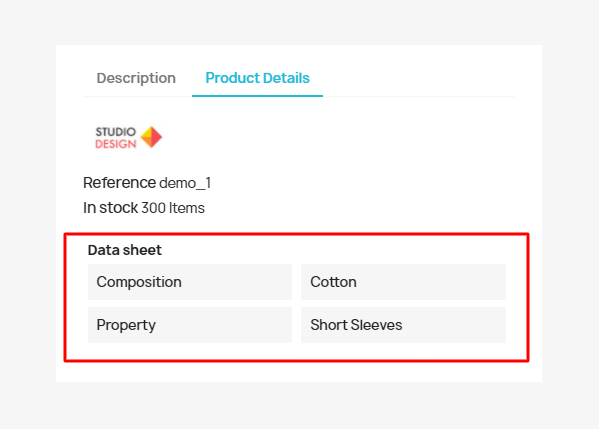 Description Product Details
STUDIO
DESIGN
Reference demo_1
In stock 300 Items
Data sheet
Composition Cotton
Property Short Sleeves